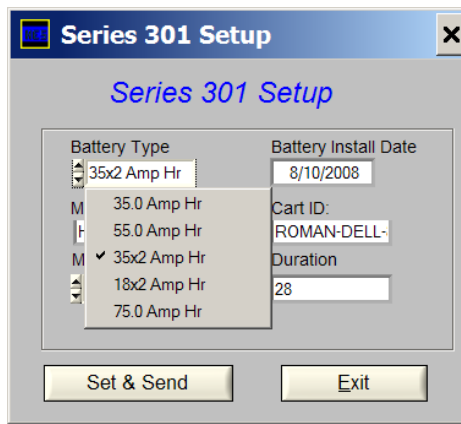 Series 301 Setup
Series 301 Setup
Battery Type
Battery Install Date
35x2 Amp Hr
8/10/2008
35.0 Amp Hr
Cart ID:
55.0 Amp Hr
ROMAN-DELL-
35x2 Amp Hr
Duration
18x2 Amp Hr
28
75.0 Amp Hr
Set & Send
Exit